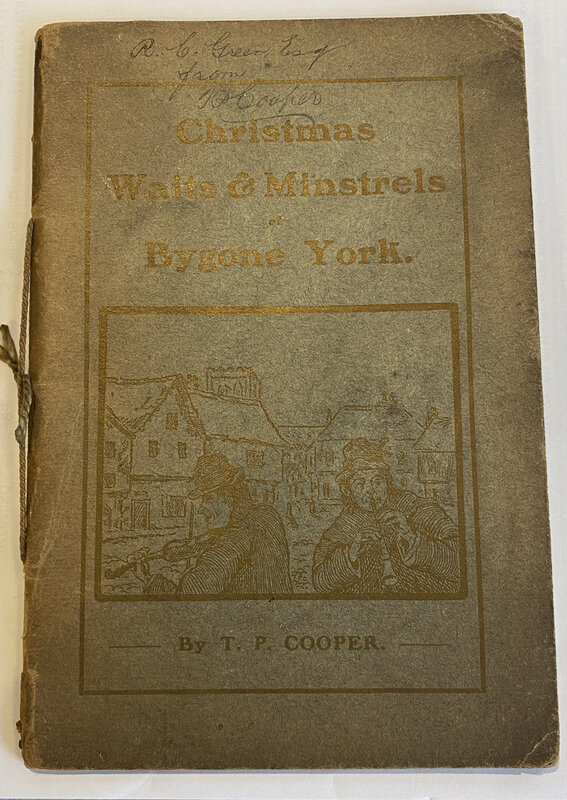 R. C. Green Esq
from
T P Cooper
Christmas
Waits & Minstrels
of
Bygone York.
By T. P. COOPER.